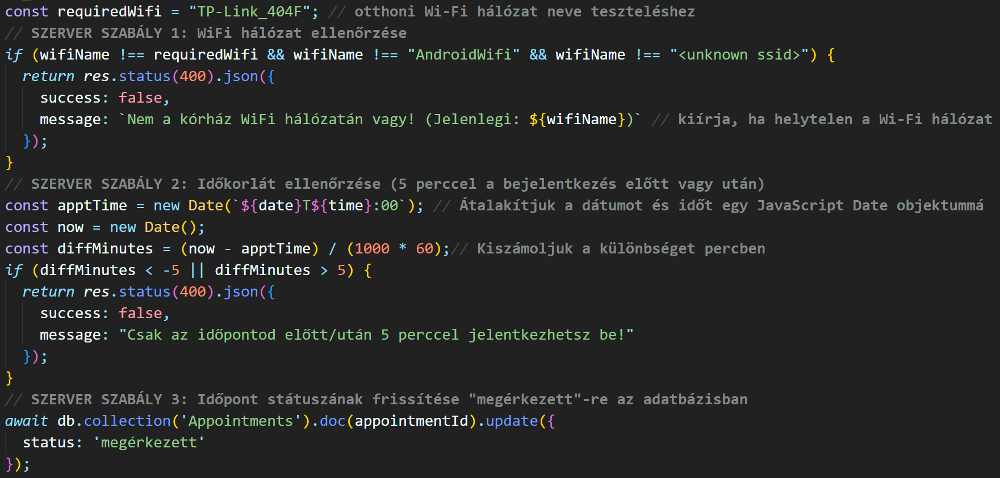 const requiredWifi = "TP-Link_404F"; // otthoni Wi-Fi hálózat neve teszteléshez
// SZERVER SZABÁLY 1: WiFi hálózat ellenőrzése
if (wifiName !== requiredWifi && wifiName !== "AndroidWifi" && wifiName !== "<unknown ssid>") {
  return res.status(400).json({
    success: false,
    message: `Nem a kórház WiFi hálózatán vagy! (Jelenlegi: ${wifiName})` // kiírja, ha helytelen a Wi-Fi hálózat
  });
}
// SZERVER SZABÁLY 2: Időkorlát ellenőrzése (5 perccel a bejelentkezés előtt vagy után)
const apptTime = new Date(`${date}T${time}:00`); // Átalakítjuk a dátumot és időt egy JavaScript Date objektummá
const now = new Date();
const diffMinutes = (now - apptTime) / (1000 * 60);// Kiszámoljuk a különbséget percben
if (diffMinutes < -5 || diffMinutes > 5) {
  return res.status(400).json({
    success: false,
    message: "Csak az időpontod előtt/után 5 perccel jelentkezhetsz be!"
  });
}
// SZERVER SZABÁLY 3: Időpont státuszának frissítése "megérkezett"-re az adatbázisban
await db.collection('Appointments').doc(appointmentId).update({
  status: 'megérkezett'
});